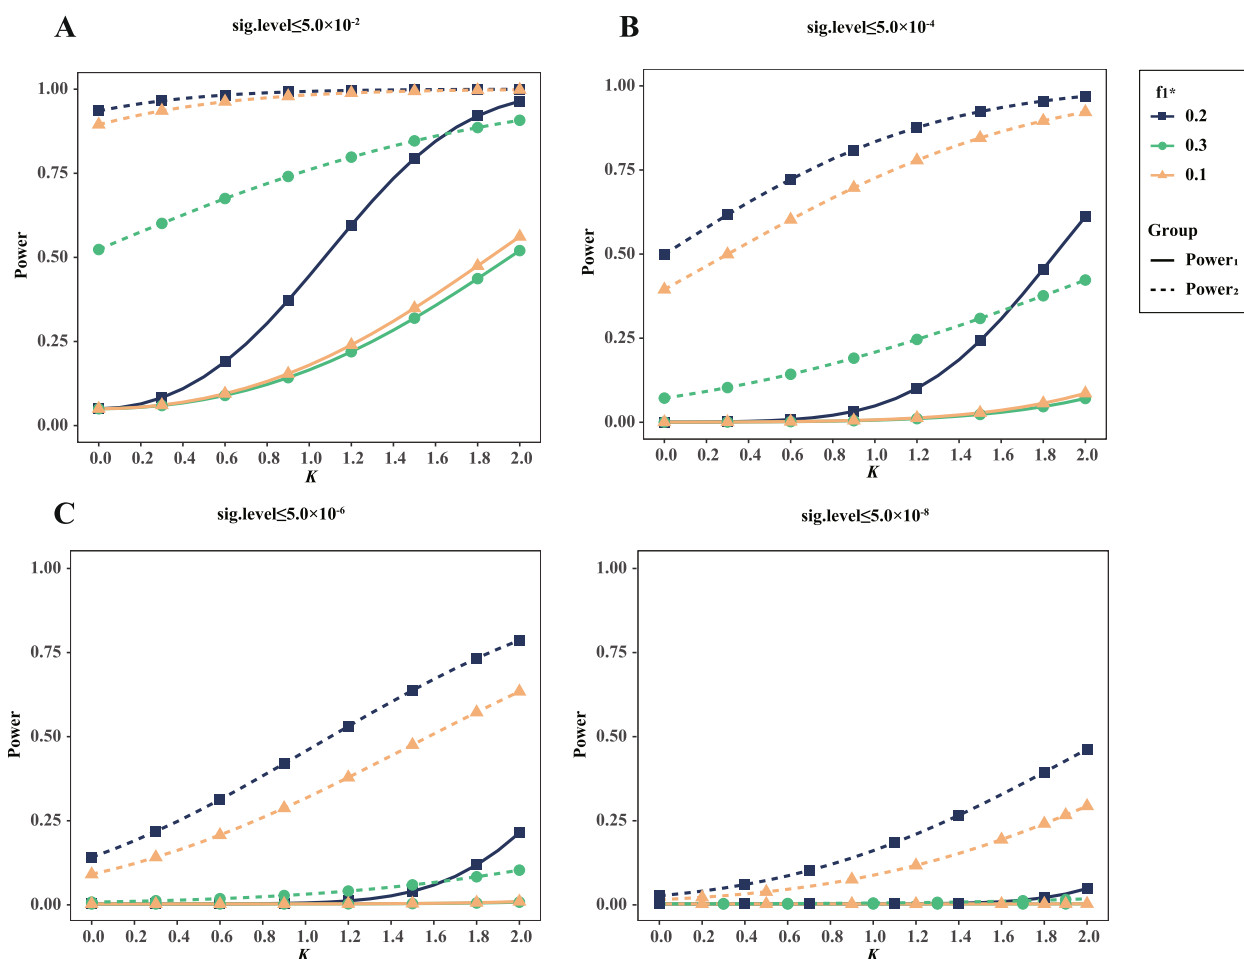 A
sig.level≤5.0×10⁻²
Power
1.00
0.75
0.50
0.25
0.00
0.0 0.2 0.4 0.6 0.8 1.0 1.2 1.4 1.6 1.8 2.0
K
B
sig.level≤5.0×10⁻⁴
Power
1.00
0.75
0.50
0.25
0.00
0.0 0.2 0.4 0.6 0.8 1.0 1.2 1.4 1.6 1.8 2.0
K
f1*
0.2
0.3
0.1
Group
Power₁
Power₂
C
sig.level≤5.0×10⁻⁶
Power
1.00
0.75
0.50
0.25
0.00
0.0 0.2 0.4 0.6 0.8 1.0 1.2 1.4 1.6 1.8 2.0
K
sig.level≤5.0×10⁻⁸
Power
1.00
0.75
0.50
0.25
0.00
0.0 0.2 0.4 0.6 0.8 1.0 1.2 1.4 1.6 1.8 2.0
K